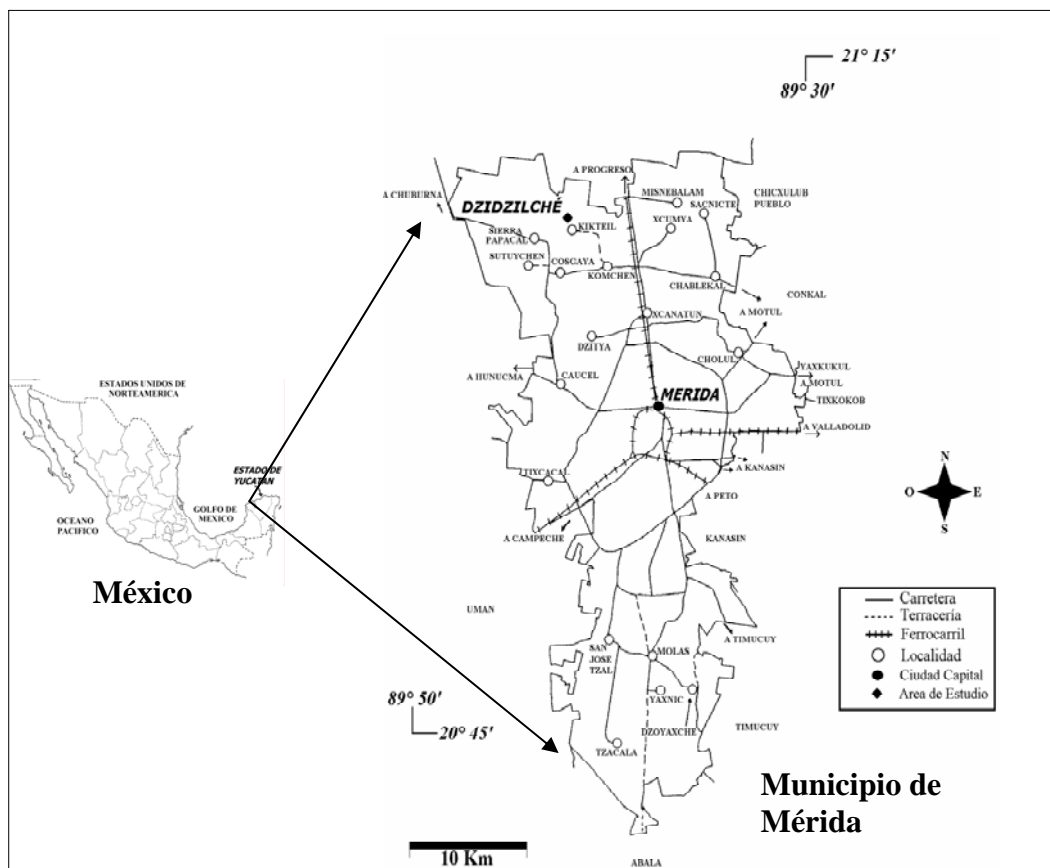 21° 15'
89° 30'
A PROGRESO
A CHUBURNA
MISNEBALAM
CHICXULUB
PUEBLO
DZIDZILCHÉ
SACNICTE
KIKTEIL
XCUMYA
SIERRA
PAPACAL
SUTUYCHEN
COSGAYA
KOMCHEN
CHABLEKAL
CONKAL
A MOTUL
XCANATUN
DZITYA
CHOLUL
YAXKUKUL
A HUNUCMA
CAUCEL
A MOTUL
MERIDA
TIXKOKOB
A VALLADOLID
ESTADOS UNIDOS DE
NORTEAMERICA
ESTADO DE
YUCATAN
GOLFO DE
MEXICO
OCEANO
PACIFICO
México
TIXCACAL
A KANASIN
A PETO
A CAMPECHE
KANASIN
N
O
E
S
UMAN
A TIMUCUY
SAN
JOSE
TZAL
MOLAS
YAXNIC
DZOYAXCHE
TIMUCUY
TZACALA
89° 50'
20° 45'
Carretera
Terracería
Ferrocarril
Localidad
Ciudad Capital
Area de Estudio
Municipio de
Mérida
10 Km
ABALA